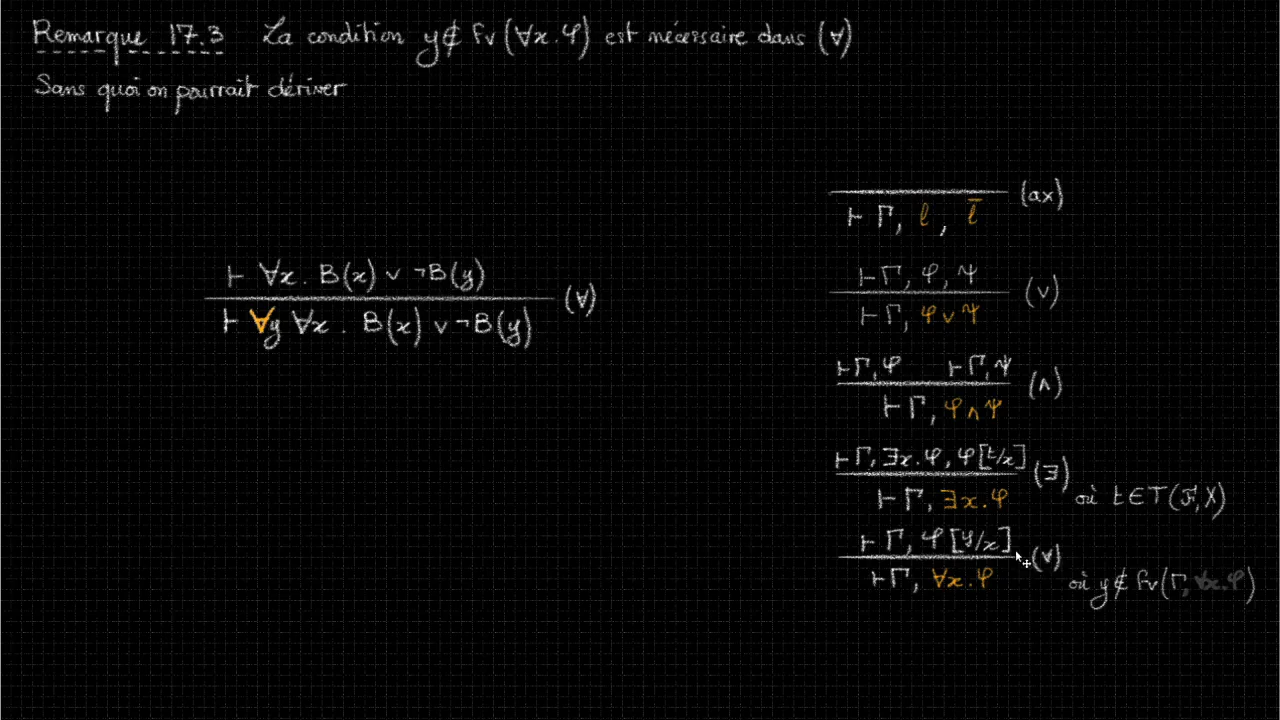 Remarque 17.3 La condition y∉ fv(∀x.φ) est nécessaire dans (∀)
Sans quoi on pourrait dériver
⊢ ∀x. B(x) ∨ ¬B(y)
(∀)
⊢ ∀y ∀x . B(x) ∨ ¬B(y)
(ax)
⊢ Γ, ℓ , ℓ̅
⊢ Γ, φ, ψ
(∨)
⊢ Γ, φ ∨ ψ
⊢ Γ, φ ⊢ Γ, ψ
(∧)
⊢ Γ, φ ∧ ψ
⊢ Γ, ∃x.φ, φ[t/x]
(∃)
⊢ Γ, ∃x.φ où t ∈ T(F,X)
⊢ Γ, φ[y/x]
(∀)
⊢ Γ, ∀x.φ où y ∉ fv(Γ, ∀x.φ)